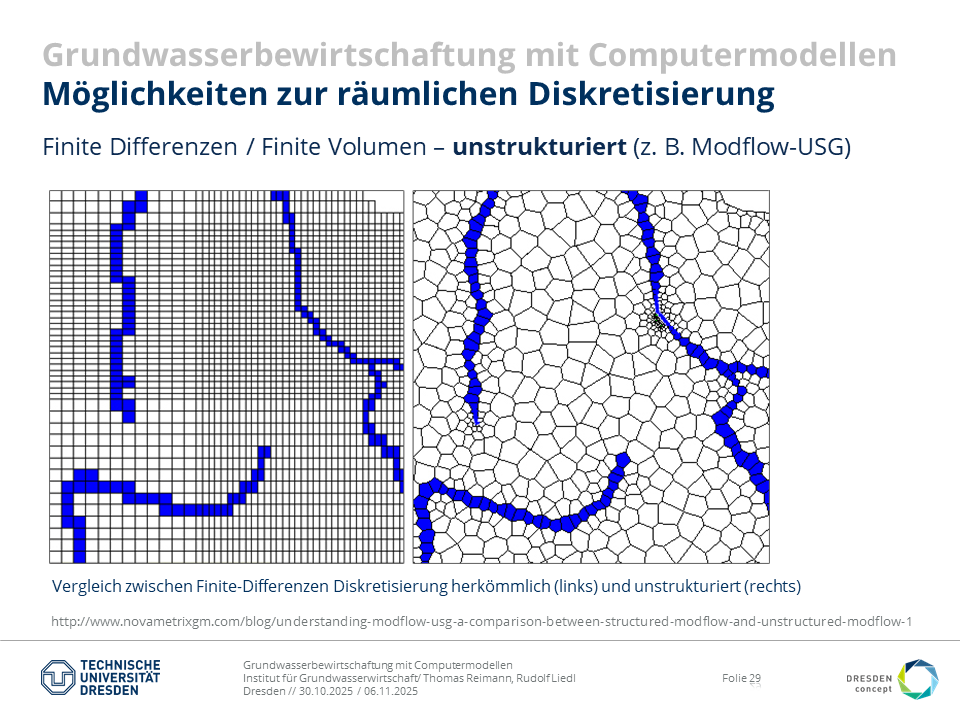 Grundwasserbewirtschaftung mit Computermodellen
Möglichkeiten zur räumlichen Diskretisierung
Finite Differenzen / Finite Volumen – unstrukturiert (z. B. Modflow-USG)
Vergleich zwischen Finite-Differenzen Diskretisierung herkömmlich (links) und unstrukturiert (rechts)
http://www.novametrixgm.com/blog/understanding-modflow-usg-a-comparison-between-structured-modflow-and-unstructured-modflow-1
TECHNISCHE
UNIVERSITÄT
DRESDEN
Grundwasserbewirtschaftung mit Computermodellen
Institut für Grundwasserwirtschaft/ Thomas Reimann, Rudolf Liedl
Dresden // 30.10.2025 / 06.11.2025
Folie 29
DRESDEN
concept